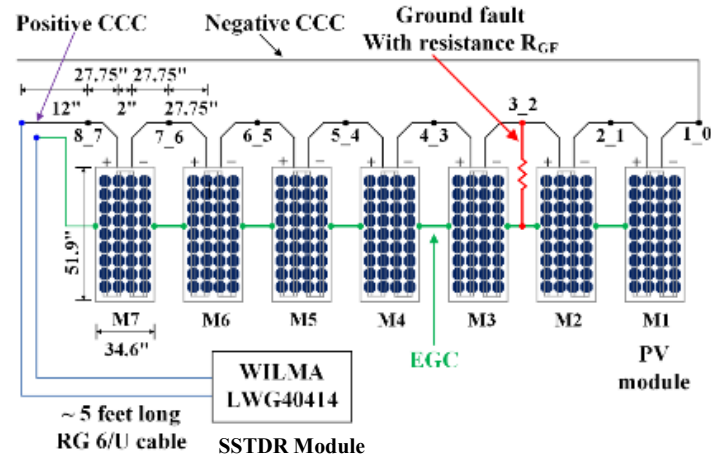 Positive CCC
Negative CCC
Ground fault
With resistance RGF
27.75"
27.75"
12"
2"
27.75"
8_7
7_6
6_5
5_4
4_3
3_2
2_1
1_0
+ −
+ −
+ −
+ −
+ −
+ −
+ −
51.9"
M7
M6
M5
M4
M3
M2
M1
34.6"
EGC
PV
module
WILMA
LWG40414
~ 5 feet long
RG 6/U cable
SSTDR Module